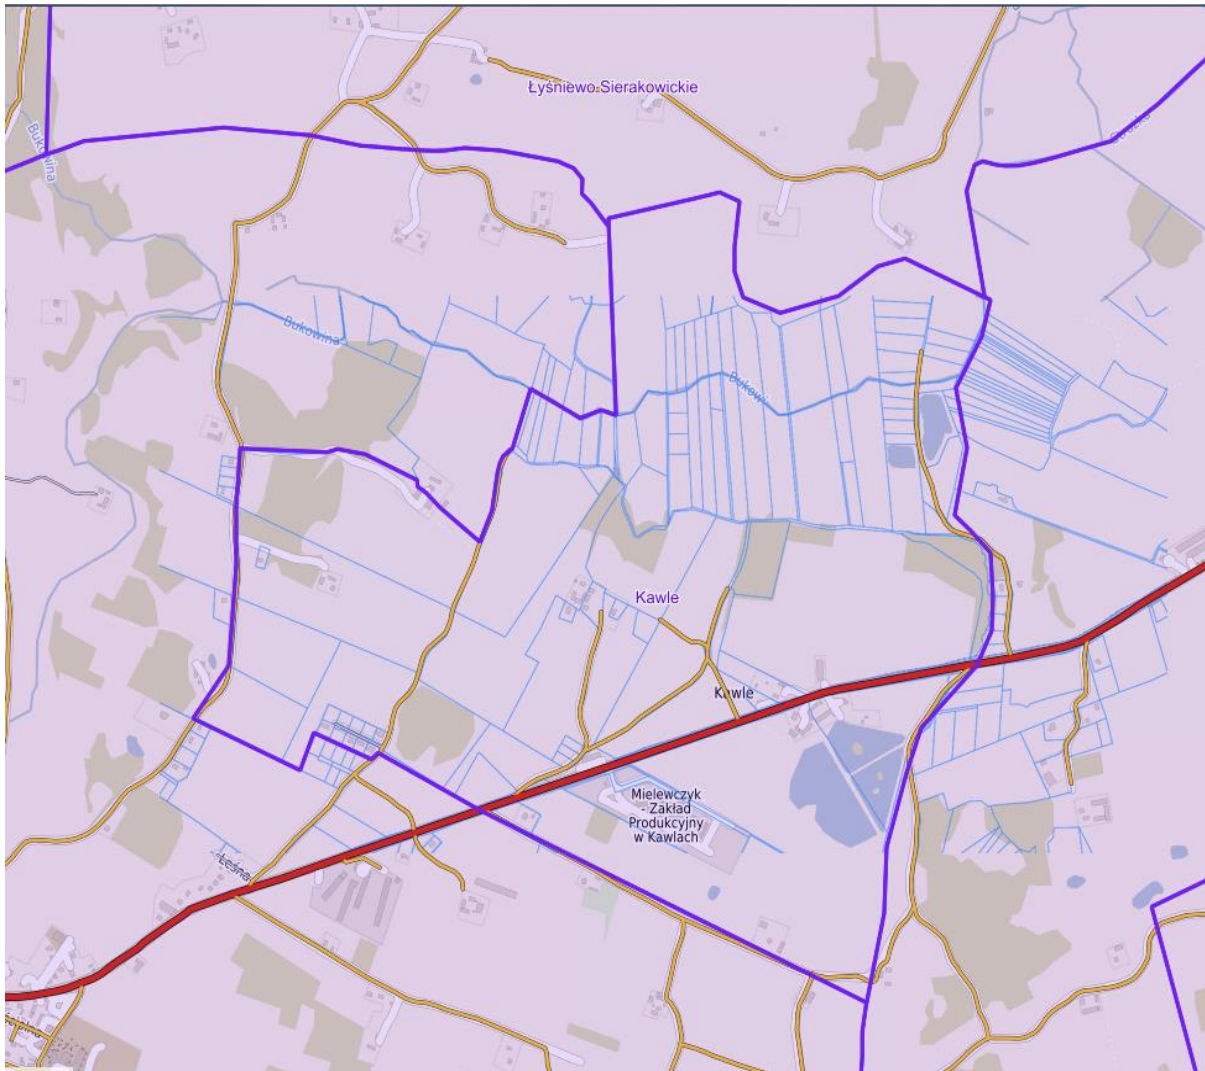 Łyśniewo Sierakowickie
Bukowina
Bukowina
Kawle
Kawle
Mielewczyk
- Zakład
Produkcyjny
w Kawlach
Leśna